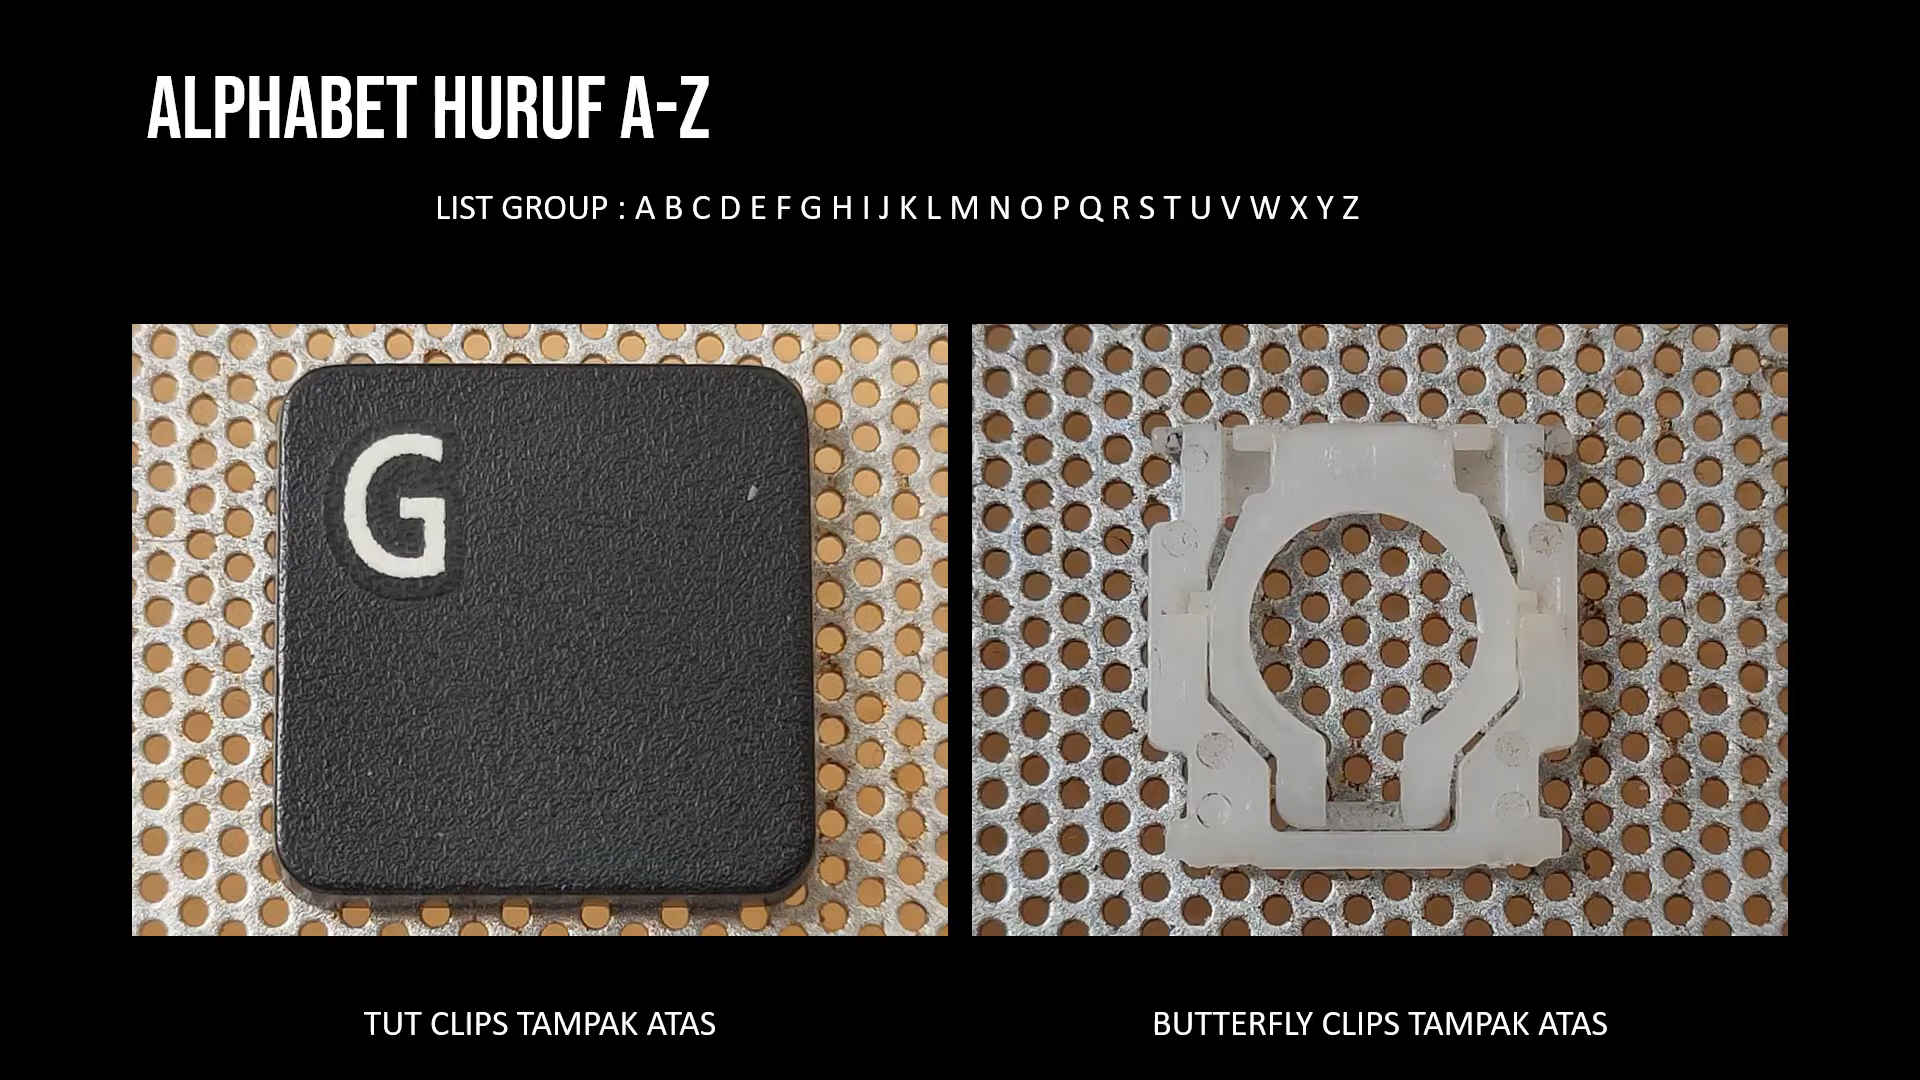 ALPHABET HURUF A-Z
LIST GROUP : A B C D E F G H I J K L M N O P Q R S T U V W X Y Z
G
TUT CLIPS TAMPAK ATAS
BUTTERFLY CLIPS TAMPAK ATAS